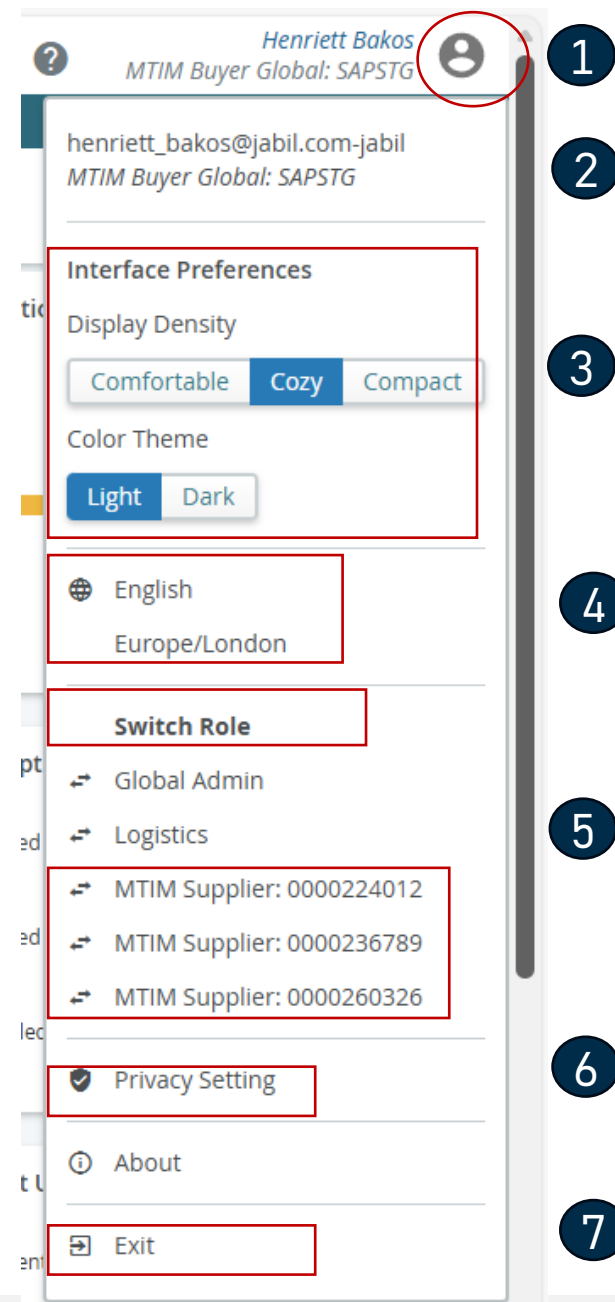 Henriett Bakos
MTIM Buyer Global: SAPSTG
1
henriett_bakos@jabil.com-jabil
MTIM Buyer Global: SAPSTG
2
Interface Preferences
Display Density
Comfortable Cozy Compact
3
Color Theme
Light Dark
English
4
Europe/London
Switch Role
Global Admin
Logistics
5
MTIM Supplier: 0000224012
MTIM Supplier: 0000236789
MTIM Supplier: 0000260326
Privacy Setting
6
About
Exit
7